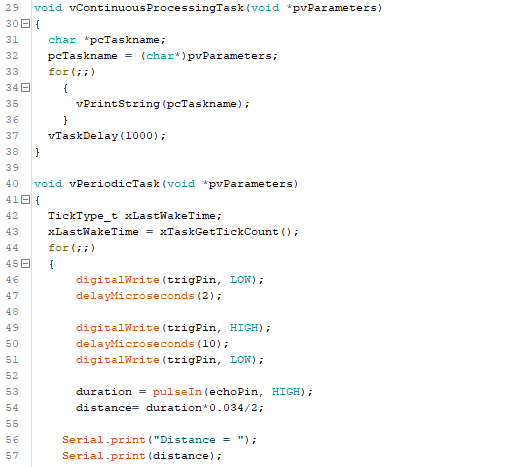 29 void vContinuousProcessingTask(void *pvParameters)
30 {
31   char *pcTaskname;
32   pcTaskname = (char*)pvParameters;
33   for(;;)
34     {
35       vPrintString(pcTaskname);
36     }
37   vTaskDelay(1000);
38 }
39
40 void vPeriodicTask(void *pvParameters)
41 {
42   TickType_t xLastWakeTime;
43   xLastWakeTime = xTaskGetTickCount();
44   for(;;)
45   {
46       digitalWrite(trigPin, LOW);
47       delayMicroseconds(2);
48
49       digitalWrite(trigPin, HIGH);
50       delayMicroseconds(10);
51       digitalWrite(trigPin, LOW);
52
53       duration = pulseIn(echoPin, HIGH);
54       distance= duration*0.034/2;
55
56     Serial.print("Distance = ");
57     Serial.print(distance);